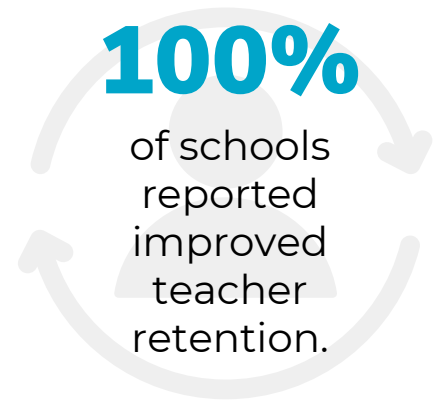 100%
of schools
reported
improved
teacher
retention.